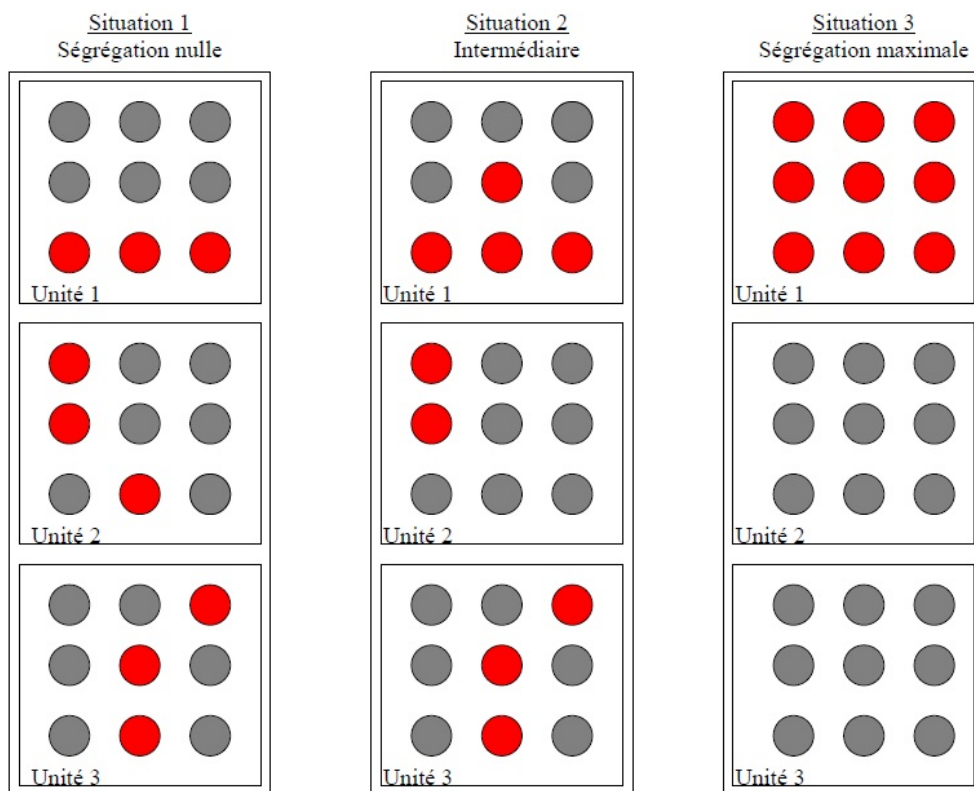 Situation 1
Ségrégation nulle
Unité 1
Unité 2
Unité 3
Situation 2
Intermédiaire
Unité 1
Unité 2
Unité 3
Situation 3
Ségrégation maximale
Unité 1
Unité 2
Unité 3